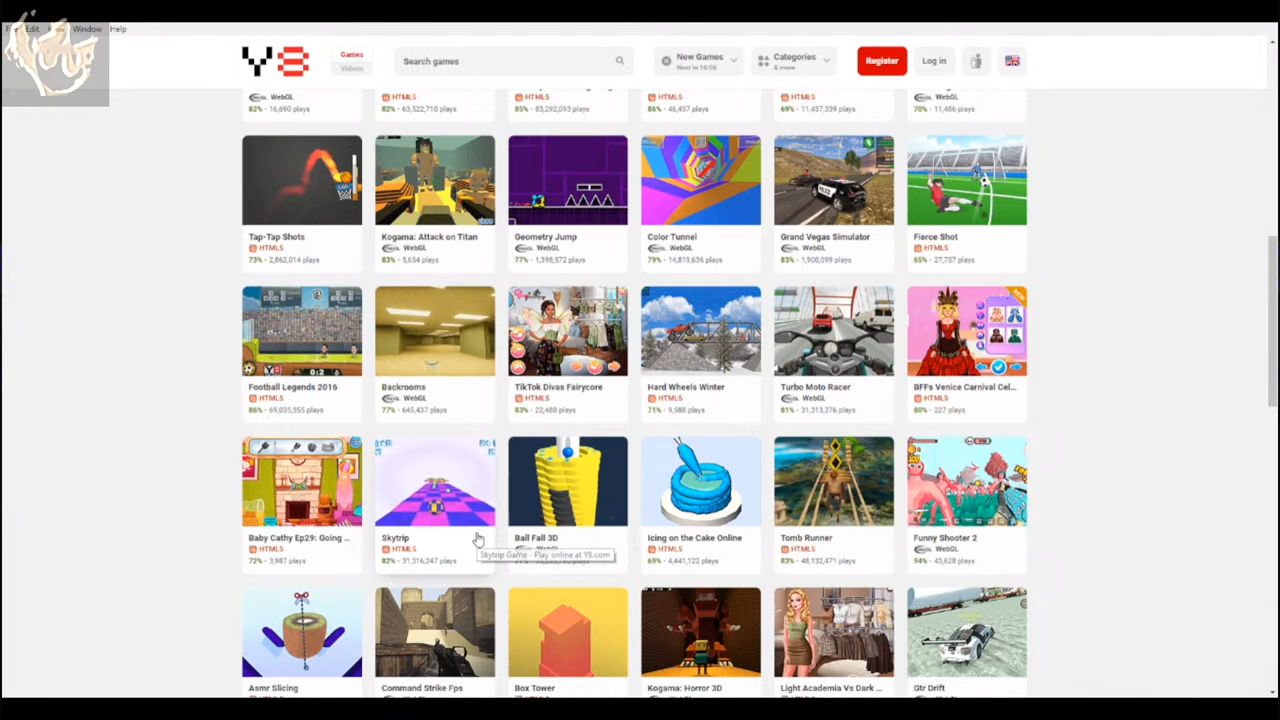 File Edit View Window Help
Y8
Games
Videos
Search games
New Games
Next in 16:08
Categories
& more
Register
Log in
WebGL
82% - 16,690 plays
HTML5
82% - 63,522,710 plays
HTML5
85% - 83,292,093 plays
HTML5
86% - 46,457 plays
HTML5
69% - 11,457,339 plays
WebGL
70% - 11,486 plays
Tap-Tap Shots
HTML5
73% - 2,862,014 plays
Kogama: Attack on Titan
WebGL
83% - 5,654 plays
Geometry Jump
WebGL
77% - 1,398,572 plays
Color Tunnel
WebGL
79% - 14,819,636 plays
POLICE
Grand Vegas Simulator
WebGL
83% - 1,900,099 plays
Fierce Shot
HTML5
65% - 27,757 plays
0:2
Football Legends 2016
HTML5
86% - 69,035,355 plays
Backrooms
WebGL
77% - 645,437 plays
TikTok Divas Fairycore
HTML5
83% - 22,488 plays
Hard Wheels Winter
HTML5
71% - 9,588 plays
Turbo Moto Racer
WebGL
81% - 31,313,376 plays
NEW
BFFs Venice Carnival Cel...
HTML5
80% - 227 plays
Baby Cathy Ep29: Going ...
HTML5
72% - 3,987 plays
Skytrip
HTML5
82% - 31,316,247 plays
Skytrip Game - Play online at Y8.com
Ball Fall 3D
Icing on the Cake Online
HTML5
69% - 4,441,122 plays
Tomb Runner
HTML5
83% - 48,132,471 plays
Funny Shooter 2
WebGL
94% - 43,628 plays
Asmr Slicing
Command Strike Fps
Box Tower
Kogama: Horror 3D
Light Academia Vs Dark ...
Gtr Drift